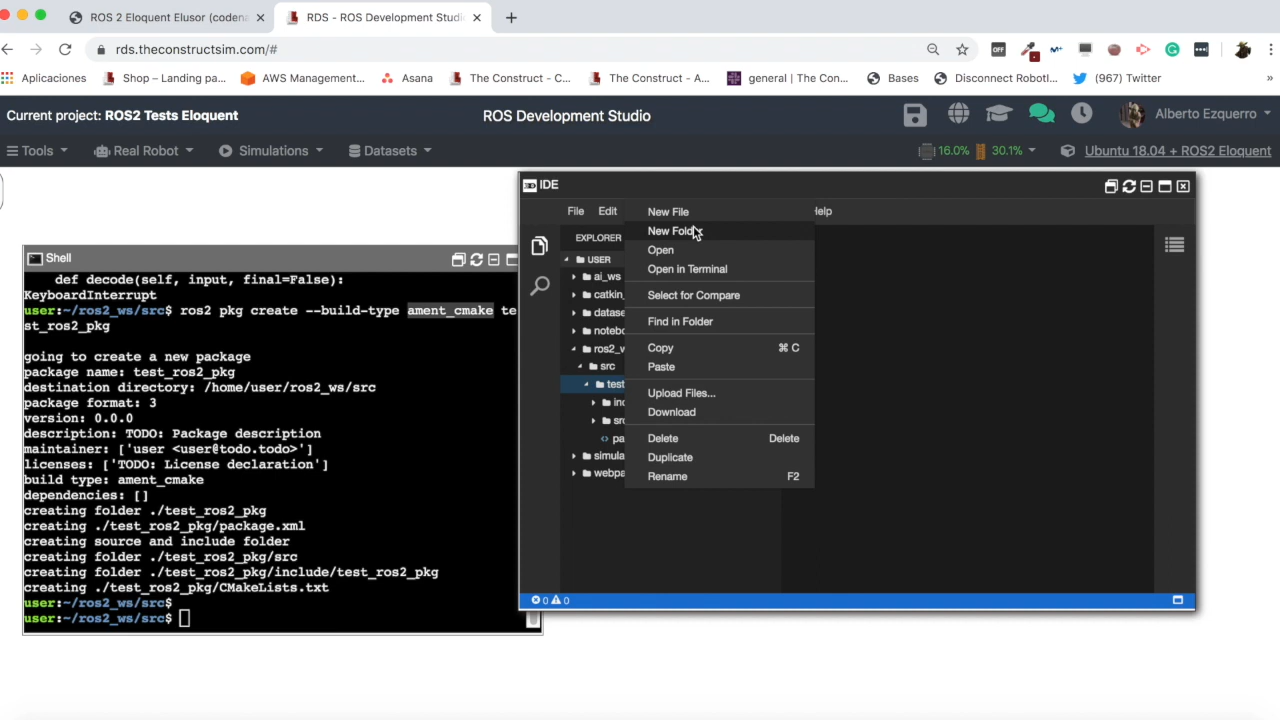 ROS 2 Eloquent Elusor (codena
RDS - ROS Development Studi
rds.theconstructsim.com/#
Aplicaciones
Shop – Landing pa...
AWS Management...
Asana
The Construct - C...
The Construct - A...
general | The Con...
Bases
Disconnect Robotl...
(967) Twitter
»
Current project: ROS2 Tests Eloquent
ROS Development Studio
Alberto Ezquerro
Tools
Real Robot
Simulations
Datasets
16.0%
30.1%
Ubuntu 18.04 + ROS2 Eloquent
Shell
def decode(self, input, final=False):
KeyboardInterrupt
user:~/ros2_ws/src$ ros2 pkg create --build-type ament_cmake te
st_ros2_pkg
going to create a new package
package name: test_ros2_pkg
destination directory: /home/user/ros2_ws/src
package format: 3
version: 0.0.0
description: TODO: Package description
maintainer: ['user <user@todo.todo>']
licenses: ['TODO: License declaration']
build type: ament_cmake
dependencies: []
creating folder ./test_ros2_pkg
creating ./test_ros2_pkg/package.xml
creating source and include folder
creating folder ./test_ros2_pkg/src
creating folder ./test_ros2_pkg/include/test_ros2_pkg
creating ./test_ros2_pkg/CMakeLists.txt
user:~/ros2_ws/src$
user:~/ros2_ws/src$
IDE
File Edit
Help
EXPLORER
USER
ai_ws
catkin_
datase
notebo
ros2_w
src
test
inc
src
pa
simula
webpa
New File
New Folder
Open
Open in Terminal
Select for Compare
Find in Folder
Copy ⌘ C
Paste
Upload Files...
Download
Delete Delete
Duplicate
Rename F2
0 0
OFF